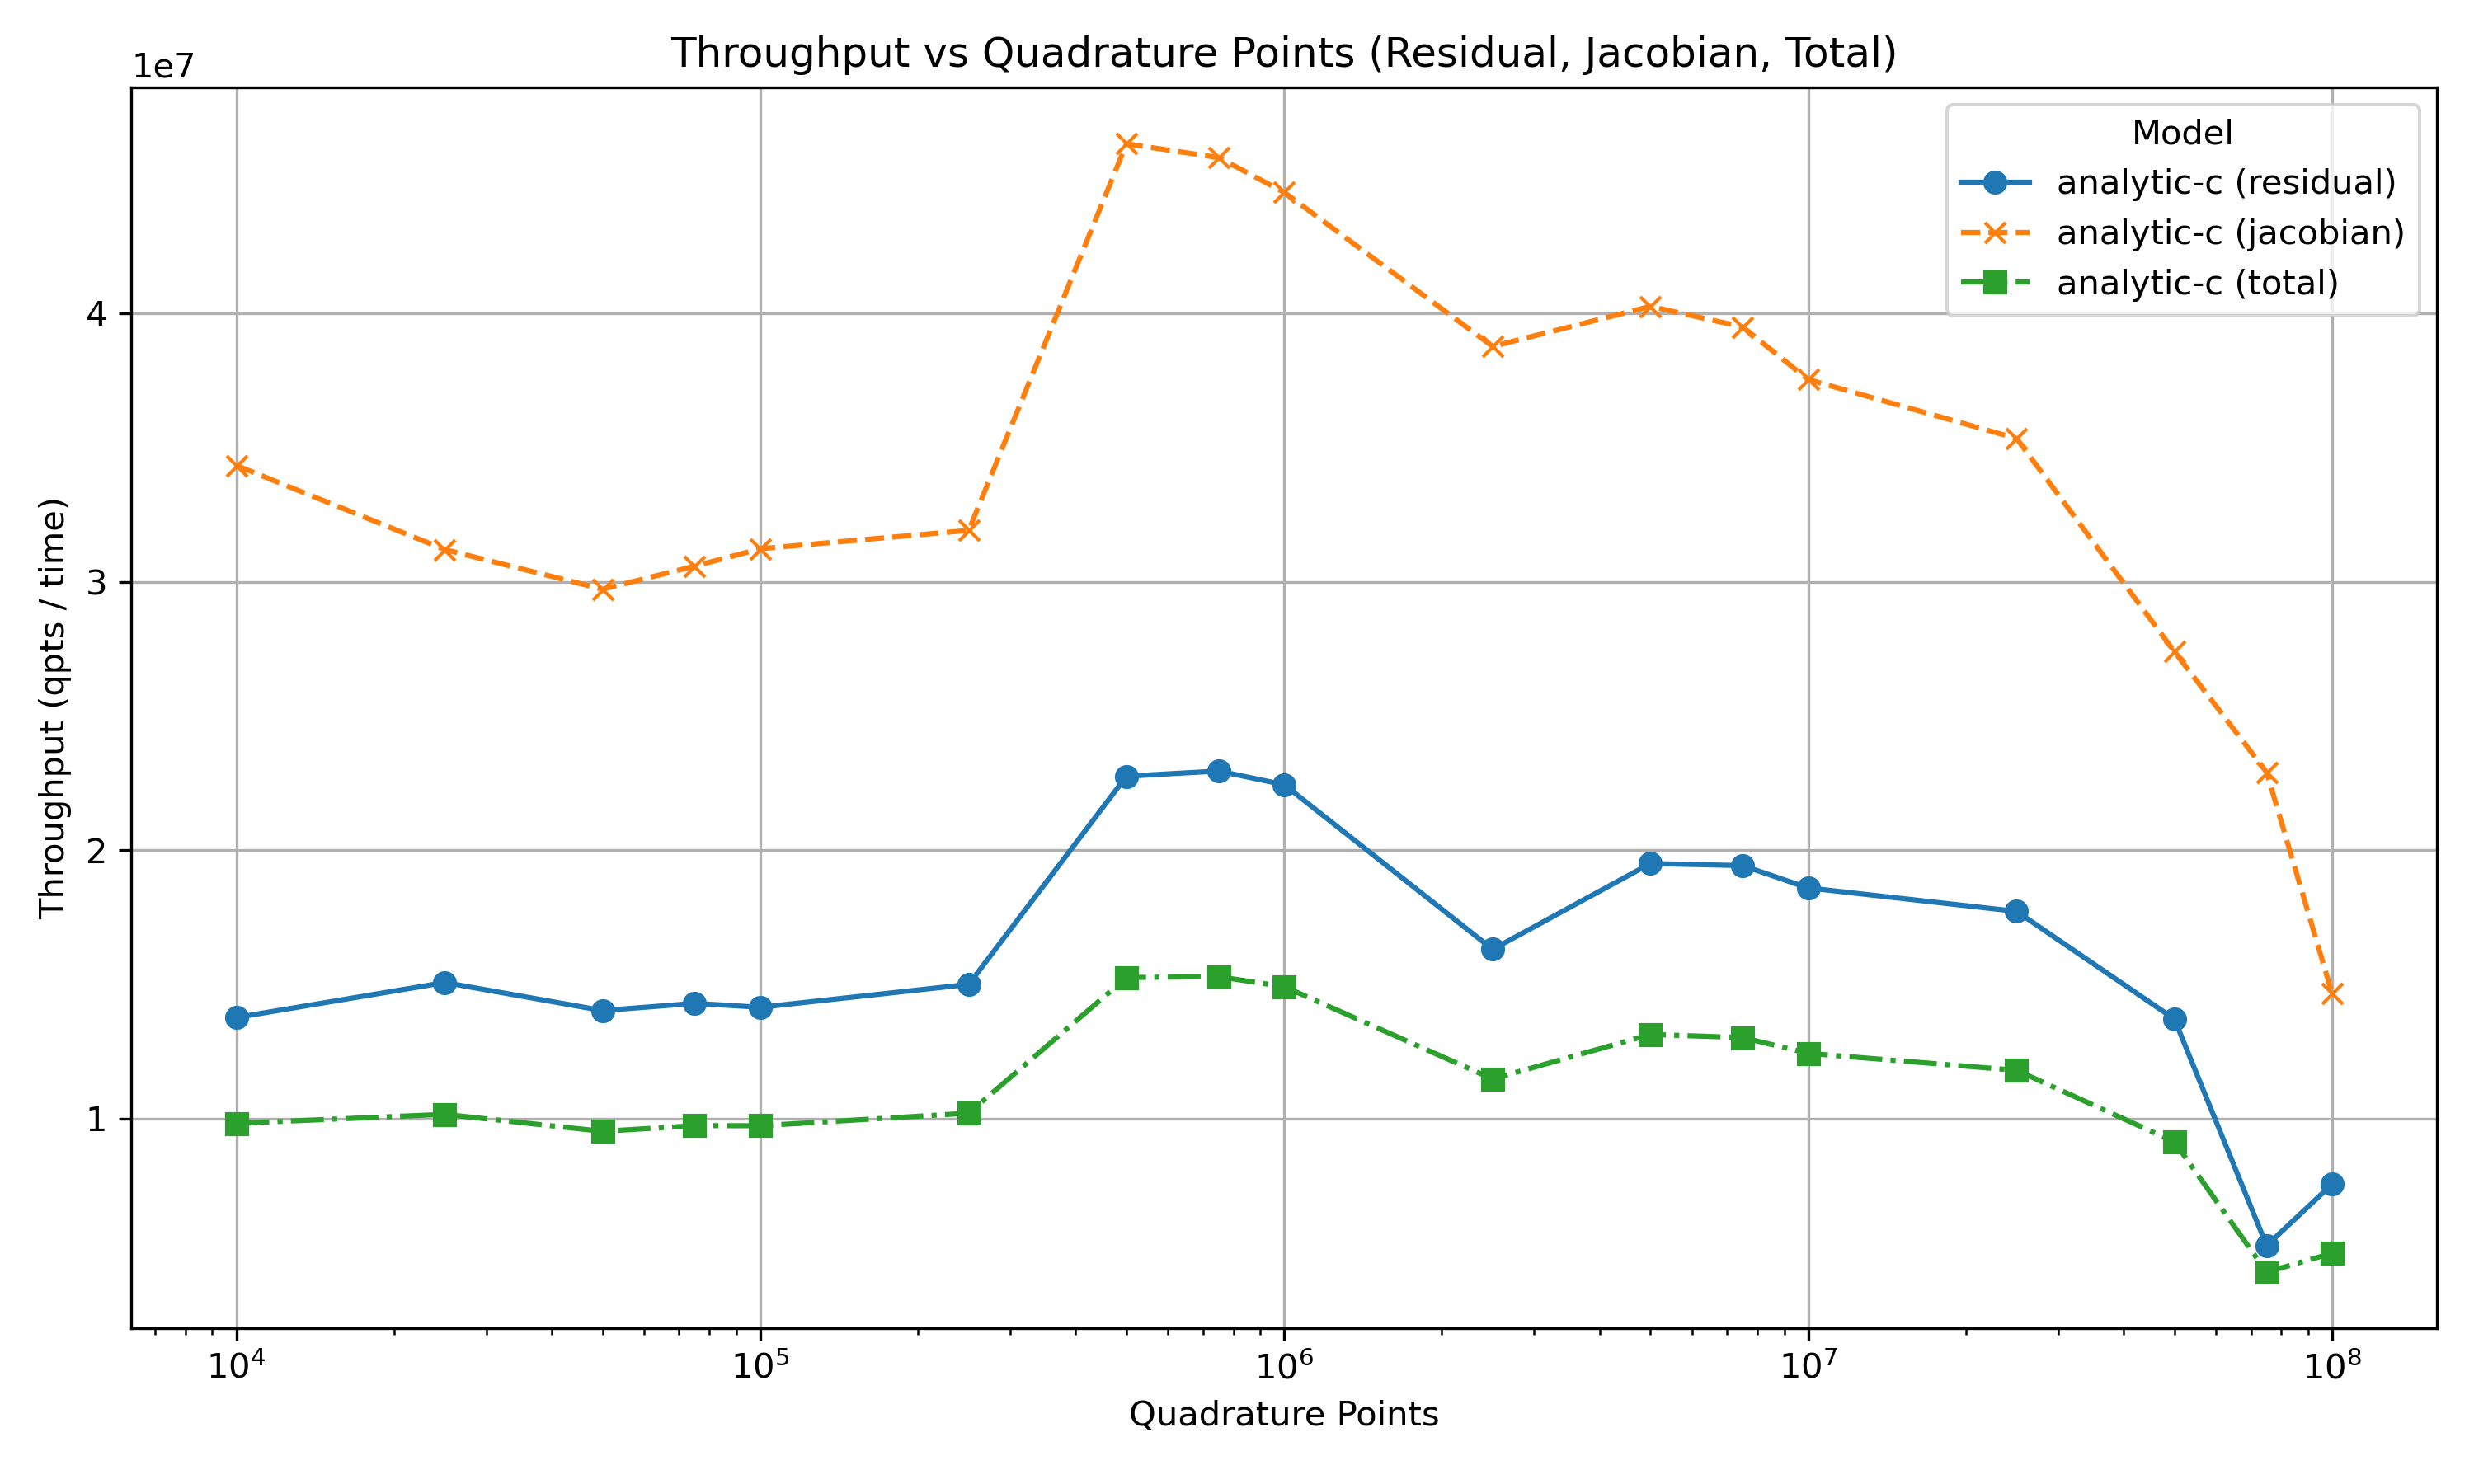 Throughput vs Quadrature Points (Residual, Jacobian, Total)
1e7
Model
analytic-c (residual)
analytic-c (jacobian)
analytic-c (total)
4
3
2
1
Throughput (qpts / time)
10⁴ 10⁵ 10⁶ 10⁷ 10⁸
Quadrature Points